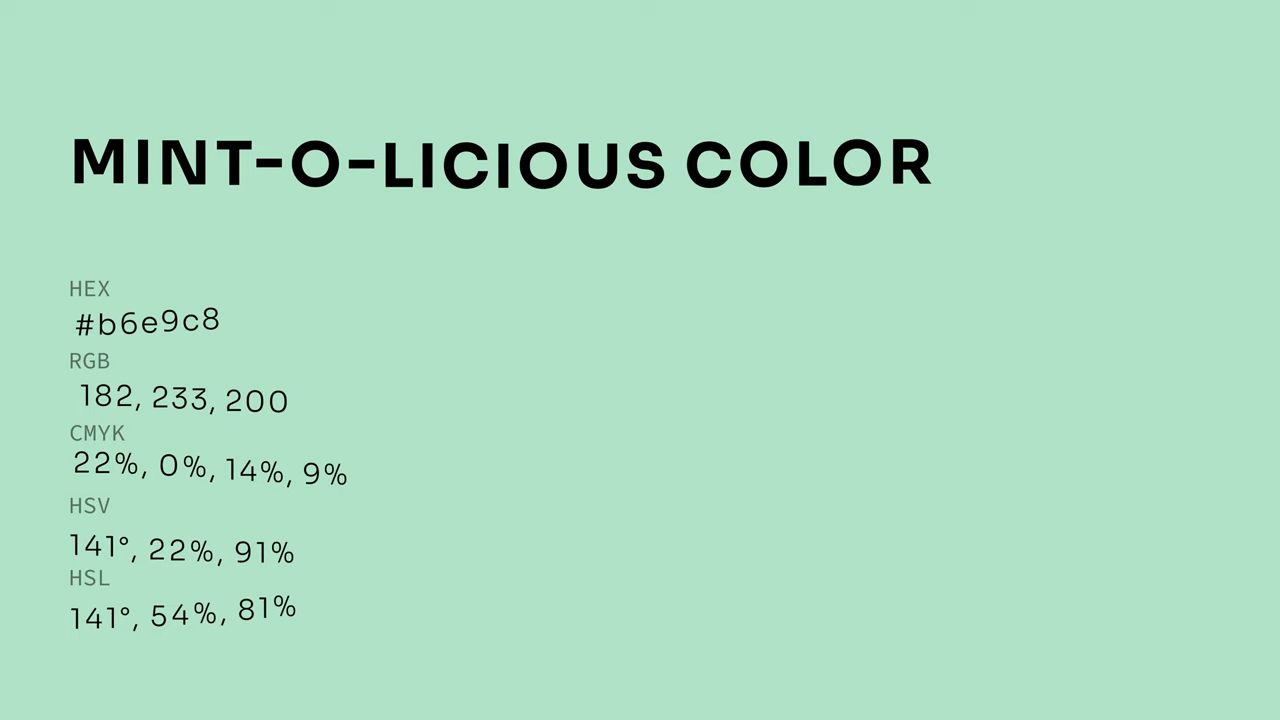 MINT-O-LICIOUS COLOR
HEX
#b6e9c8
RGB
182, 233, 200
CMYK
22%, 0%, 14%, 9%
HSV
141°, 22%, 91%
HSL
141°, 54%, 81%